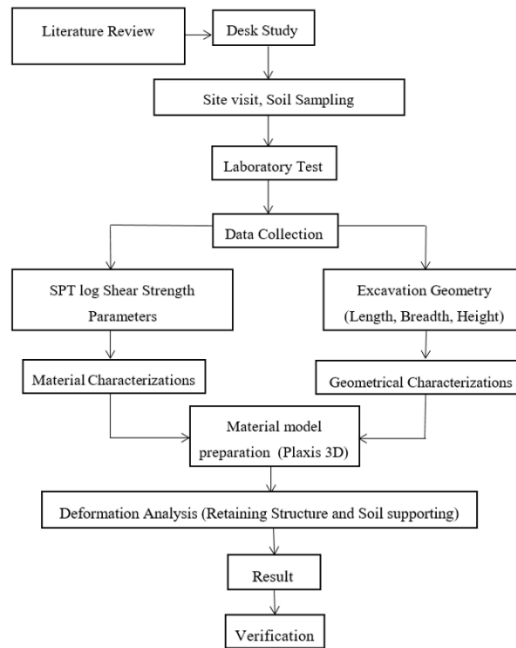 Literature Review
Desk Study
Site visit, Soil Sampling
Laboratory Test
Data Collection
SPT log Shear Strength
Parameters
Excavation Geometry
(Length, Breadth, Height)
Material Characterizations
Geometrical Characterizations
Material model
preparation (Plaxis 3D)
Deformation Analysis (Retaining Structure and Soil supporting)
Result
Verification